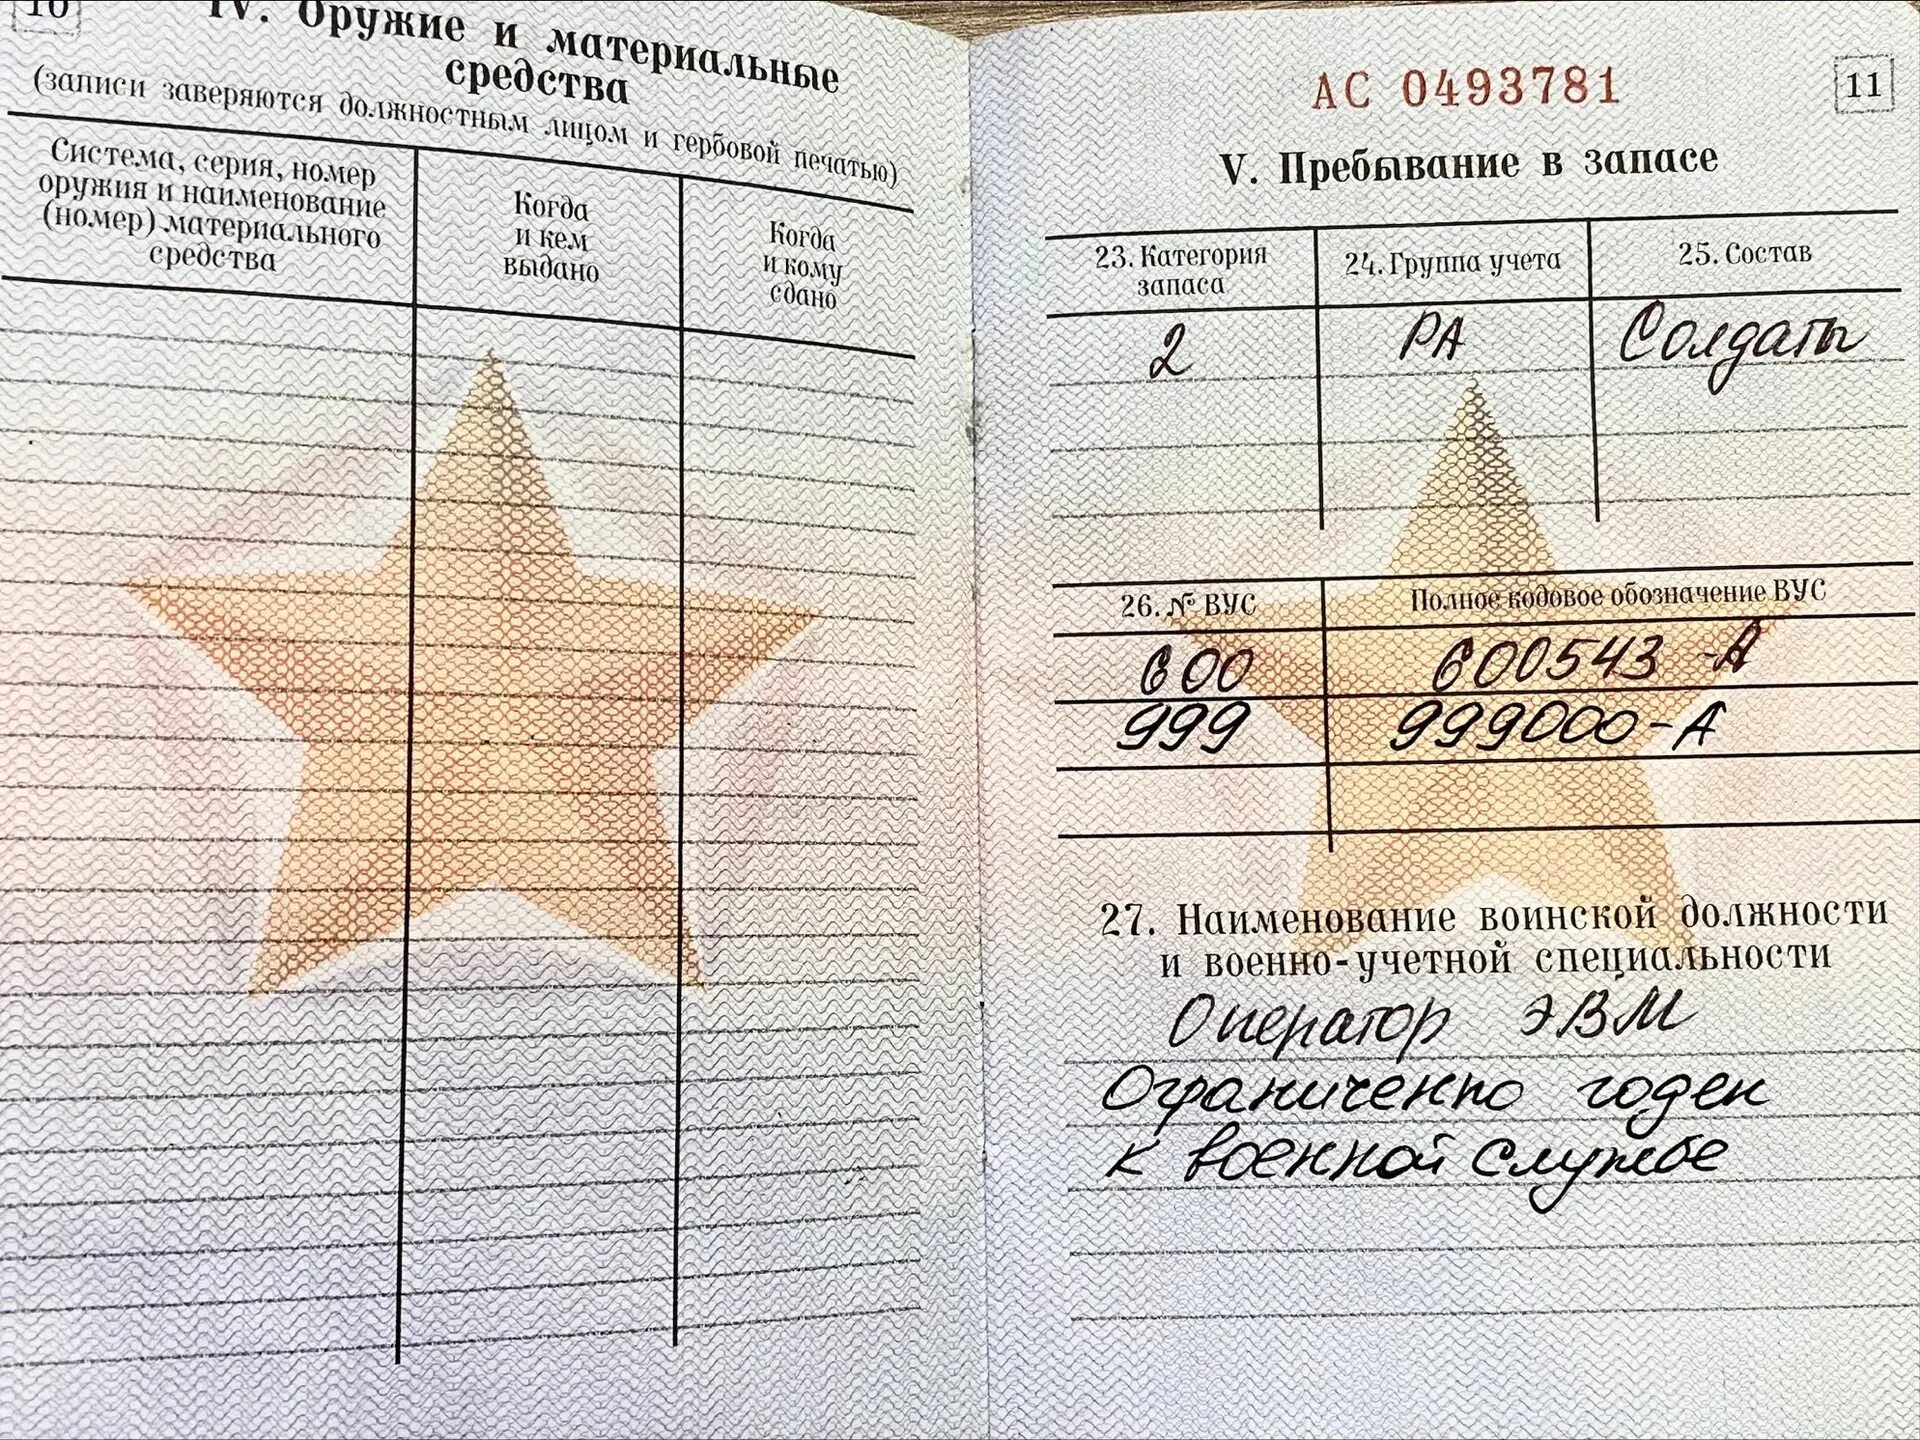 10
IV. Оружие и материальные
средства
(записи заверяются должностным лицом и гербовой печатью)
Система, серия, номер
оружия и наименование
(номер) материального
средства
Когда
и кем
выдано
Когда
и кому
сдано
АС 0493781
11
V. Пребывание в запасе
23. Категория
запаса
24. Группа учета
25. Состав
2
РА
Солдаты
26. № ВУС
Полное кодовое обозначение ВУС
600
600543 -А
999
999000-А
27. Наименование воинской должности
и военно-учетной специальности
Оператор ЭВМ
Ограниченно годен
к военной службе